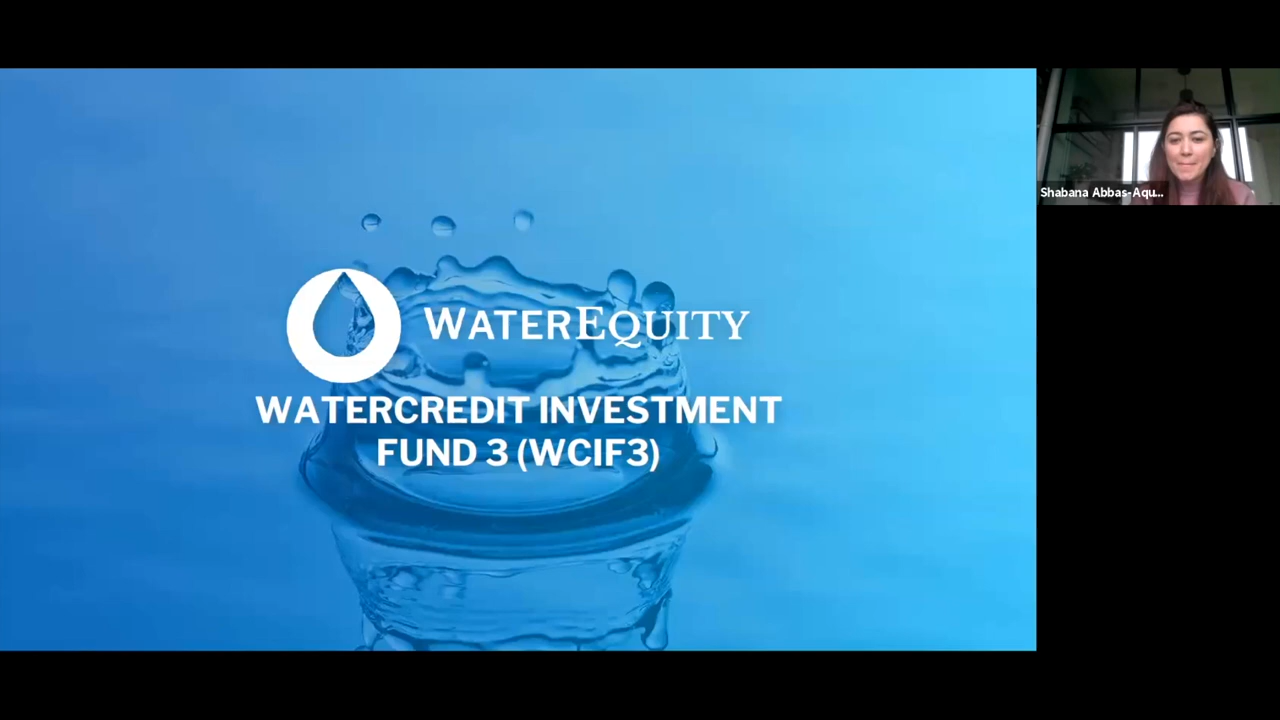 WATEREQUITY
WATERCREDIT INVESTMENT
FUND 3 (WCIF3)
Shabana Abbas-Aqu...